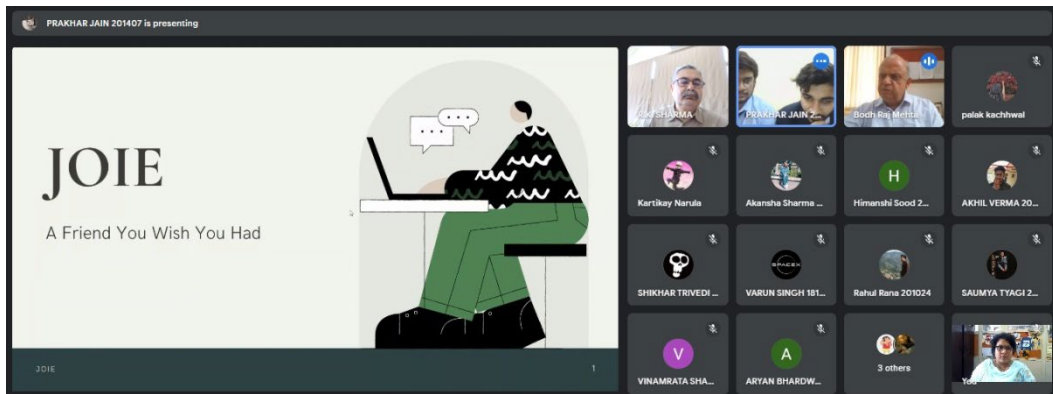 PRAKHAR JAIN 201407 is presenting
JOIE
A Friend You Wish You Had
JOIE
1
SHARMA
PRAKHAR JAIN 2...
Bodh Raj Mehta
palak kachhwal
Kartikay Narula
Akansha Sharma ...
H
Himanshi Sood 2...
AKHIL VERMA 20...
SHIKHAR TRIVEDI ...
SPACEX
VARUN SINGH 181...
Rahul Rana 201024
SAUMYA TYAGI 2...
V
VINAMRATA SHA...
A
ARYAN BHARDW...
3 others
You